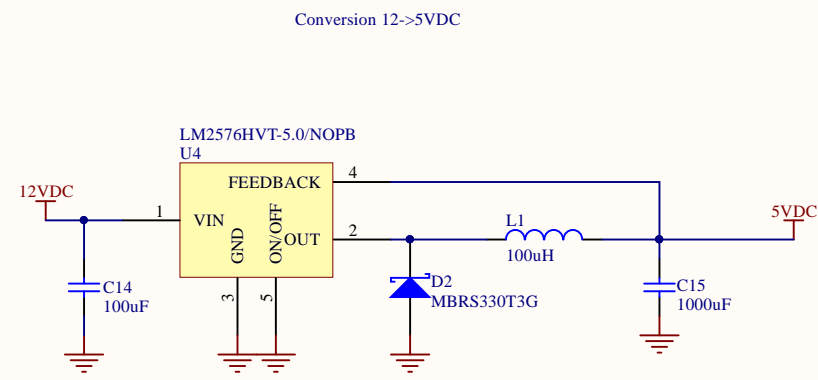 Conversion 12->5VDC
LM2576HVT-5.0/NOPB
U4
12VDC
1
VIN
FEEDBACK
4
GND
ON/OFF
OUT
2
3
5
L1
100uH
5VDC
C14
100uF
D2
MBRS330T3G
C15
1000uF